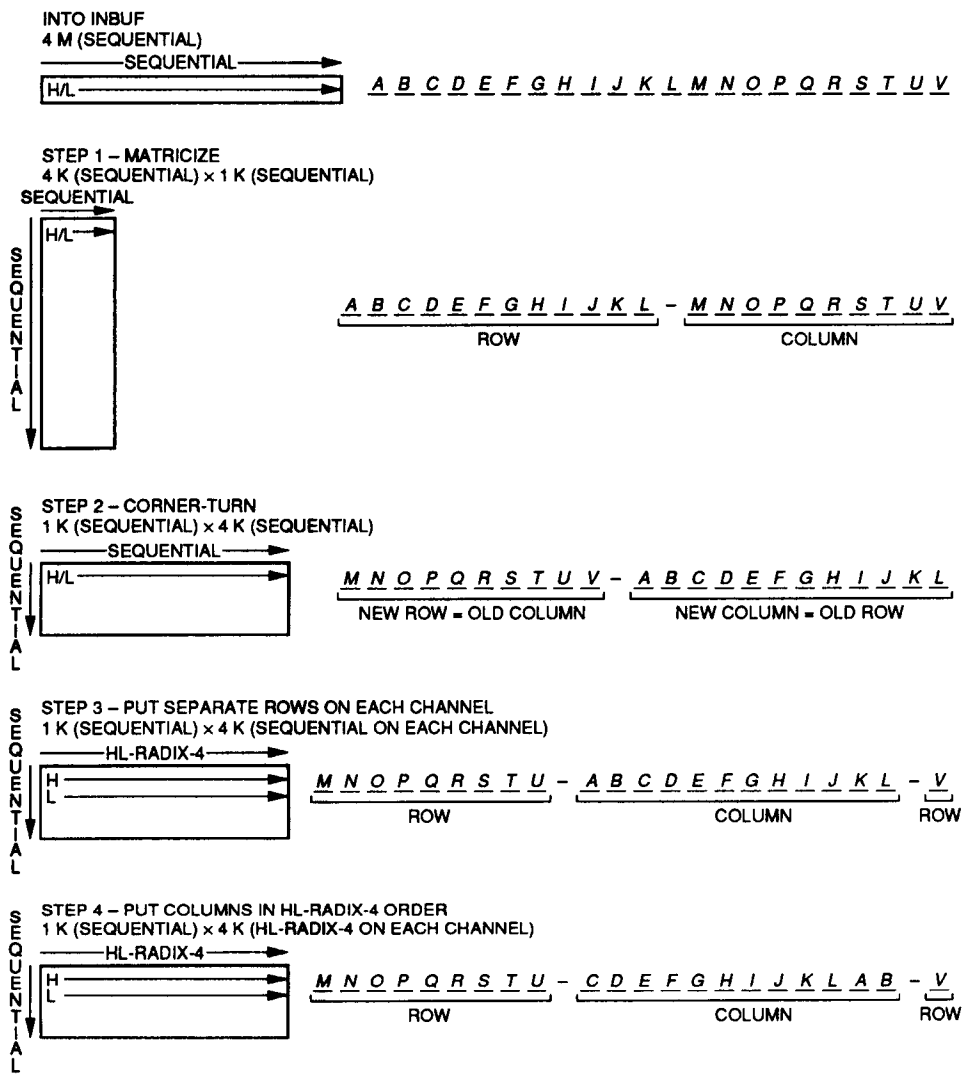 INTO INBUF
4 M (SEQUENTIAL)
SEQUENTIAL
H/L
A B C D E F G H I J K L M N O P Q R S T U V
STEP 1 – MATRICIZE
4 K (SEQUENTIAL) × 1 K (SEQUENTIAL)
SEQUENTIAL
H/L
SEQUENTIAL
A B C D E F G H I J K L – M N O P Q R S T U V
ROW COLUMN
STEP 2 – CORNER-TURN
1 K (SEQUENTIAL) × 4 K (SEQUENTIAL)
SEQUENTIAL
H/L
SEQUENTIAL
M N O P Q R S T U V – A B C D E F G H I J K L
NEW ROW = OLD COLUMN NEW COLUMN = OLD ROW
STEP 3 – PUT SEPARATE ROWS ON EACH CHANNEL
1 K (SEQUENTIAL) × 4 K (SEQUENTIAL ON EACH CHANNEL)
HL-RADIX-4
H
L
SEQUENTIAL
M N O P Q R S T U – A B C D E F G H I J K L – V
ROW COLUMN ROW
STEP 4 – PUT COLUMNS IN HL-RADIX-4 ORDER
1 K (SEQUENTIAL) × 4 K (HL-RADIX-4 ON EACH CHANNEL)
HL-RADIX-4
H
L
SEQUENTIAL
M N O P Q R S T U – C D E F G H I J K L A B – V
ROW COLUMN ROW